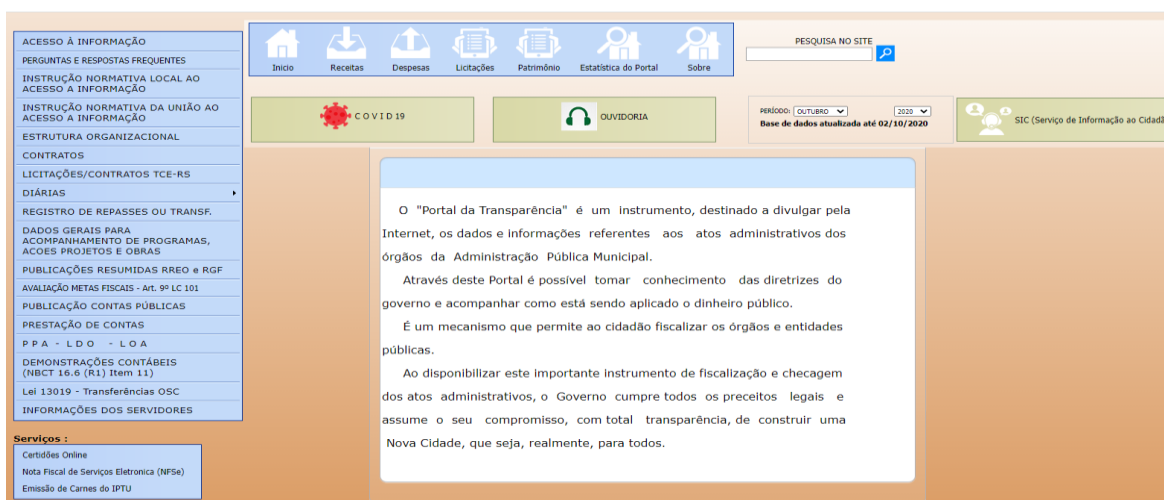 ACESSO À INFORMAÇÃO
PERGUNTAS E RESPOSTAS FREQUENTES
INSTRUÇÃO NORMATIVA LOCAL AO
ACESSO A INFORMAÇÃO
INSTRUÇÃO NORMATIVA DA UNIÃO AO
ACESSO A INFORMAÇÃO
ESTRUTURA ORGANIZACIONAL
CONTRATOS
LICITAÇÕES/CONTRATOS TCE-RS
DIÁRIAS
REGISTRO DE REPASSES OU TRANSF.
DADOS GERAIS PARA
ACOMPANHAMENTO DE PROGRAMAS,
ACOES PROJETOS E OBRAS
PUBLICAÇÕES RESUMIDAS RREO e RGF
AVALIAÇÃO METAS FISCAIS - Art. 9º LC 101
PUBLICAÇÃO CONTAS PÚBLICAS
PRESTAÇÃO DE CONTAS
P P A - L D O - L O A
DEMONSTRAÇÕES CONTÁBEIS
(NBCT 16.6 (R1) Item 11)
Lei 13019 - Transferências OSC
INFORMAÇÕES DOS SERVIDORES
Serviços :
Certidões Online
Nota Fiscal de Serviços Eletronica (NFSe)
Emissão de Carnes do IPTU
Inicio Receitas Despesas Licitações Patrimônio Estatística do Portal Sobre
PESQUISA NO SITE
C O V I D 19
OUVIDORIA
PERÍODO: OUTUBRO 2020
Base de dados atualizada até 02/10/2020
SIC (Serviço de Informação ao Cidadã
O "Portal da Transparência" é um instrumento, destinado a divulgar pela
Internet, os dados e informações referentes aos atos administrativos dos
órgãos da Administração Pública Municipal.
Através deste Portal é possível tomar conhecimento das diretrizes do
governo e acompanhar como está sendo aplicado o dinheiro público.
É um mecanismo que permite ao cidadão fiscalizar os órgãos e entidades
públicas.
Ao disponibilizar este importante instrumento de fiscalização e checagem
dos atos administrativos, o Governo cumpre todos os preceitos legais e
assume o seu compromisso, com total transparência, de construir uma
Nova Cidade, que seja, realmente, para todos.